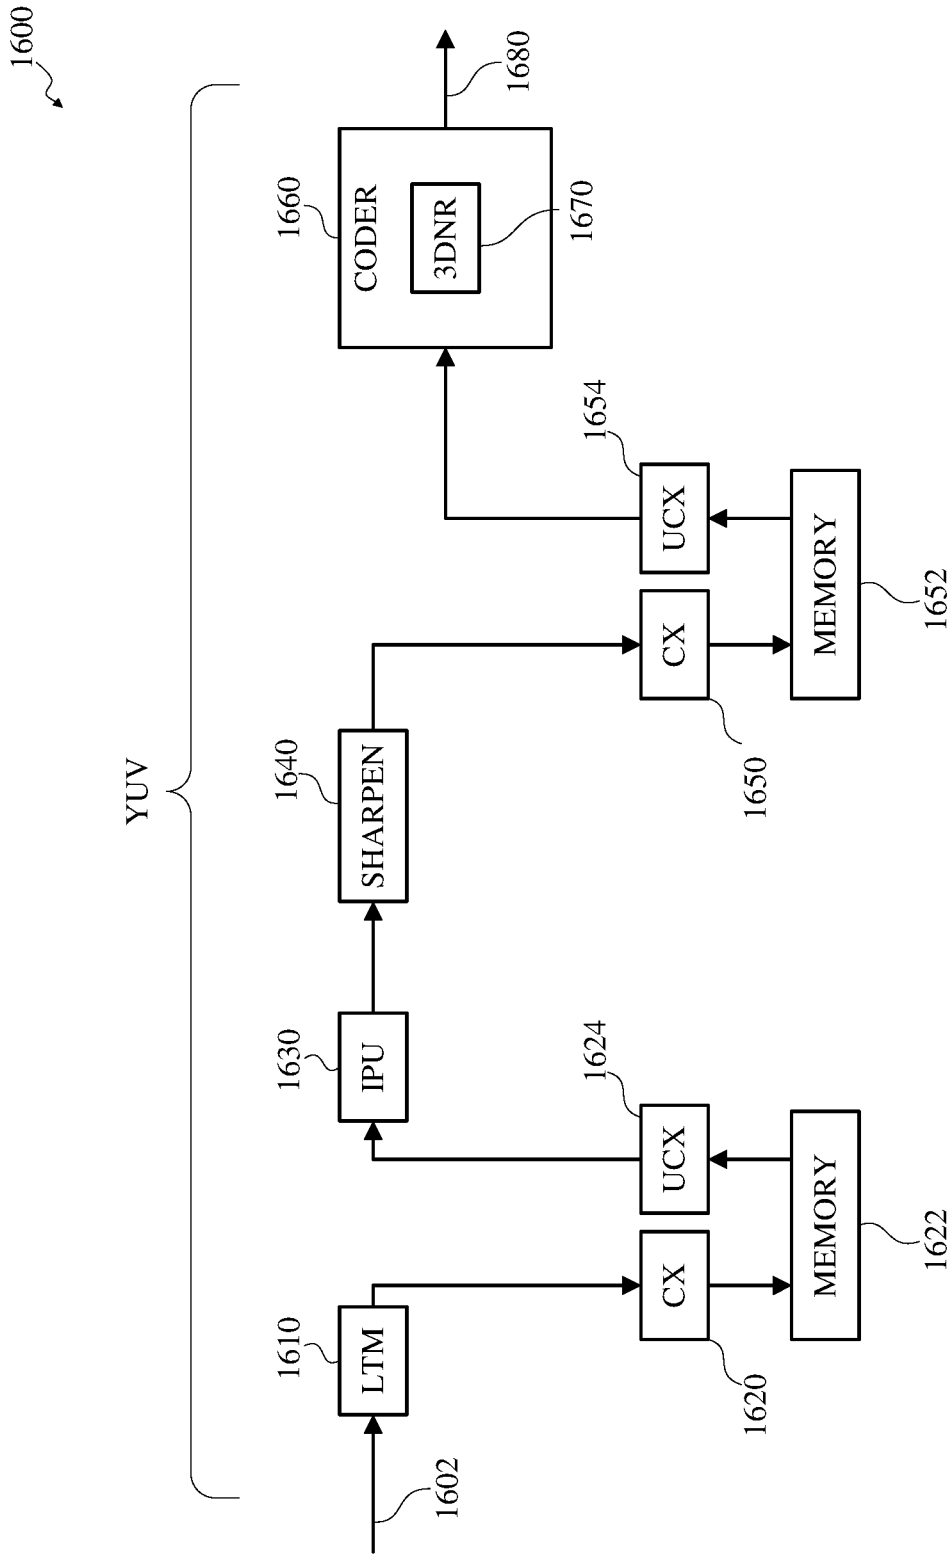 1600
YUV
1610
1630
1640
1660
LTM
IPU
SHARPEN
CODER
3DNR
1602
1680
1670
1624
1654
CX
UCX
CX
UCX
1620
1650
MEMORY
MEMORY
1622
1652